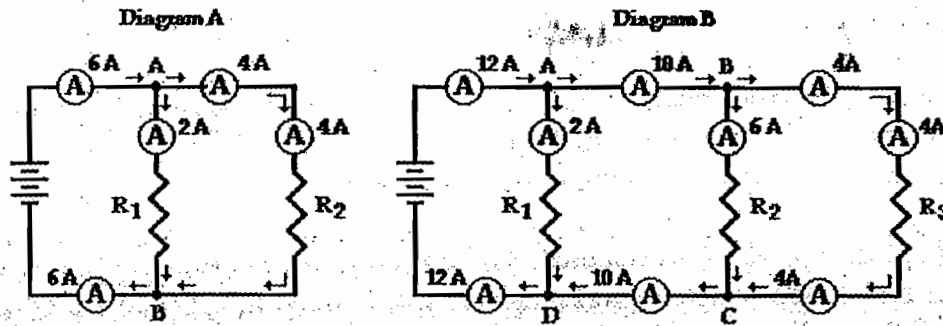 Diagram A
6A A 4A
A A
A 2A A 4A
R1 R2
6A
A
B
Diagram B
12A A 10A B 4A
A A A
A 2A A 6A A 4A
R1 R2 R3
12A 10A 4A
A A A
D C